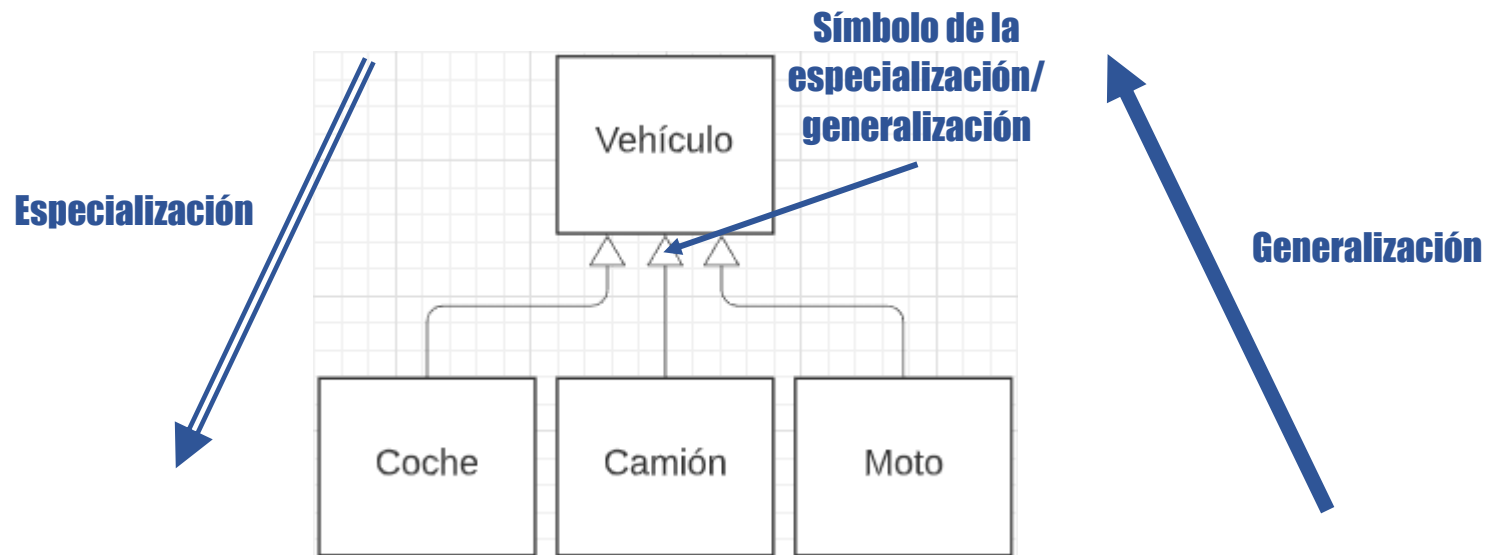 Símbolo de la
especialización/
generalización
Vehículo
Especialización
Generalización
Coche
Camión
Moto